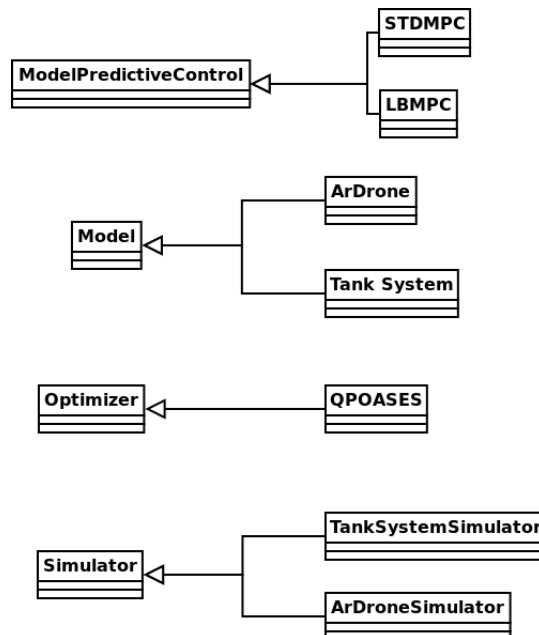 STDMPC
ModelPredictiveControl
LBMPC
ArDrone
Model
Tank System
Optimizer
QPOASES
TankSystemSimulator
Simulator
ArDroneSimulator